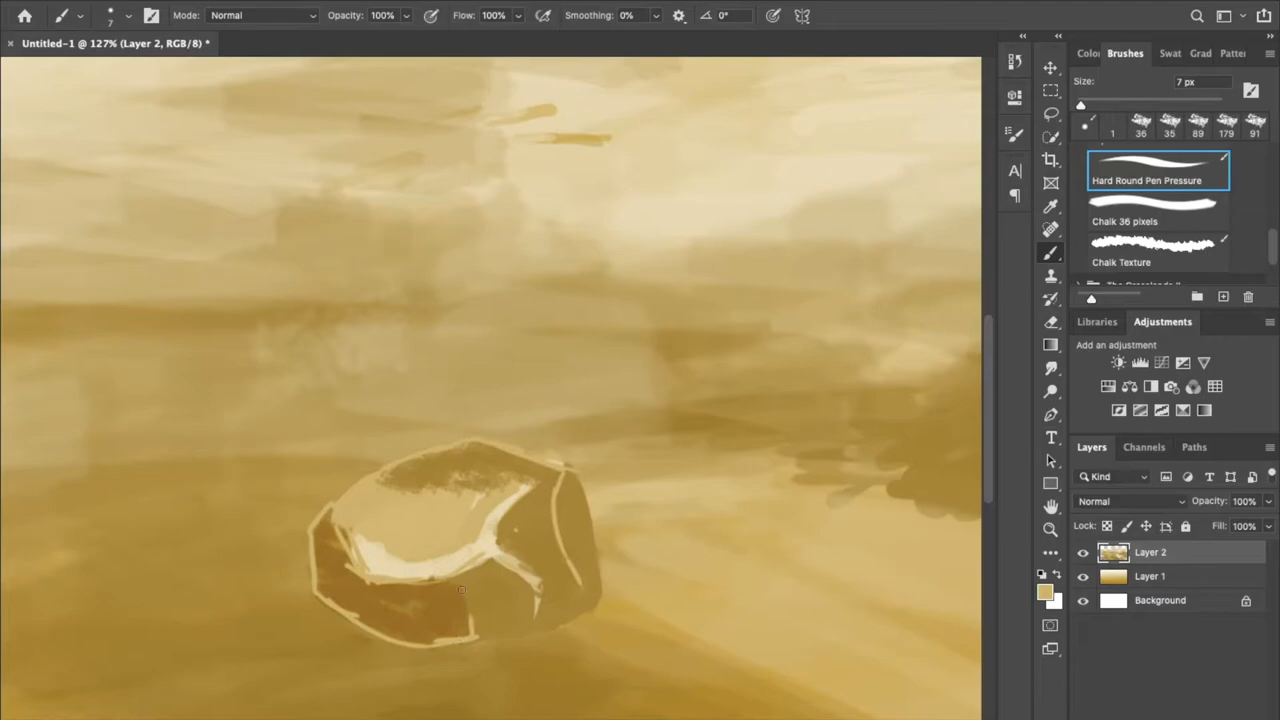 Mode: Normal Opacity: 100% Flow: 100% Smoothing: 0% 0°
7
× Untitled-1 @ 127% (Layer 2, RGB/8) *
Color Brushes Swat Grad Patte
Size: 7 px
1 36 35 89 179 91
Hard Round Pen Pressure
Chalk 36 pixels
Chalk Texture
Libraries Adjustments
Add an adjustment
Layers Channels Paths
Kind
Normal Opacity: 100%
Lock: Fill: 100%
Layer 2
Layer 1
Background